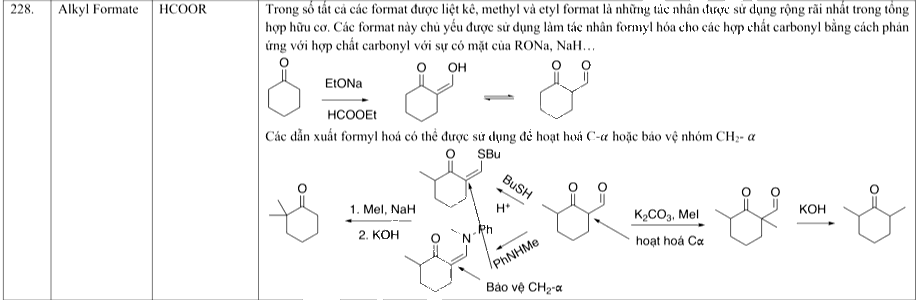 228. Alkyl Formate HCOOR Trong số tất cả các format được liệt kê, methyl và etyl format là những tác nhân được sử dụng rộng rãi nhất trong tổng
hợp hữu cơ. Các format này chủ yếu được sử dụng làm tác nhân formyl hóa cho các hợp chất carbonyl bằng cách phản
ứng với hợp chất carbonyl với sự có mặt của RONa, NaH…
O
EtONa
HCOOEt
O OH
O O
Các dẫn xuất formyl hoá có thể được sử dụng để hoạt hoá C-α hoặc bảo vệ nhóm CH2- α
O
1. MeI, NaH
2. KOH
O SBu
O N Ph
BuSH
H+
PhNHMe
Bảo vệ CH2-α
O O
K2CO3, MeI
hoạt hoá Cα
O O
KOH
O